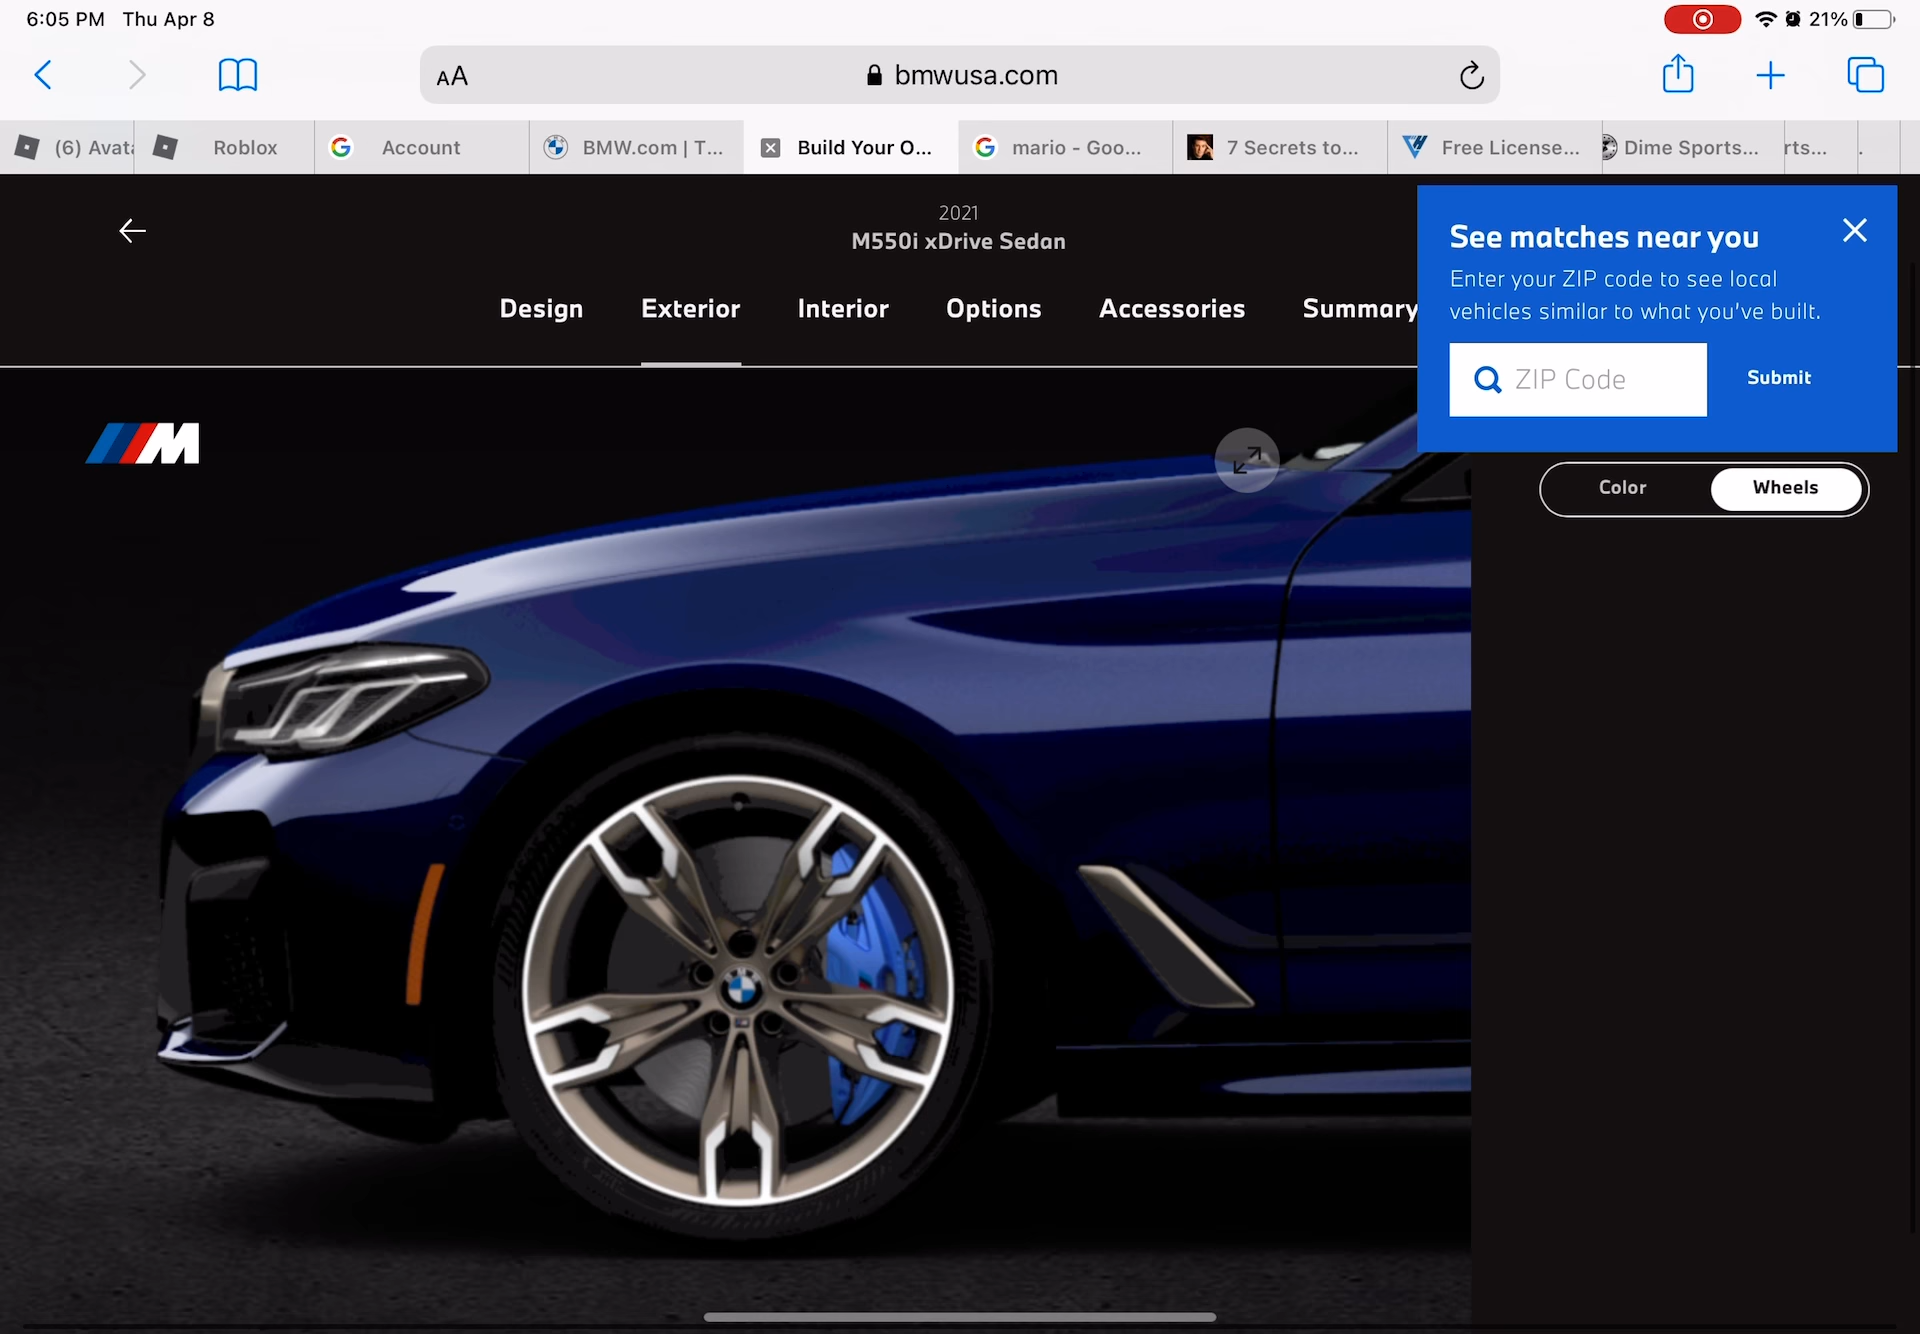 6:05 PM Thu Apr 8
21%
AA
bmwusa.com
(6) Avata
Roblox
Account
BMW.com | T...
Build Your O...
mario - Goo...
7 Secrets to...
Free License...
Dime Sports...
rts...
.
2021
M550i xDrive Sedan
Design
Exterior
Interior
Options
Accessories
Summary
See matches near you
Enter your ZIP code to see local
vehicles similar to what you've built.
ZIP Code
Submit
M
Color
Wheels